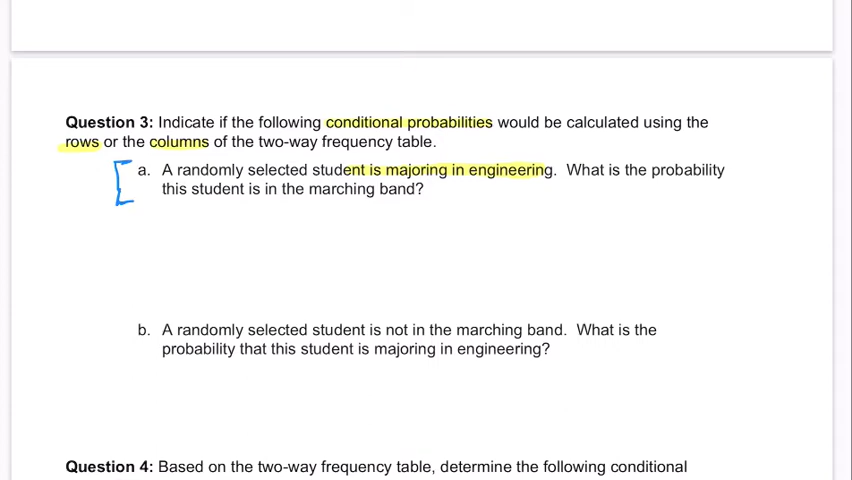 Question 3: Indicate if the following conditional probabilities would be calculated using the
rows or the columns of the two-way frequency table.
a. A randomly selected student is majoring in engineering. What is the probability
this student is in the marching band?
b. A randomly selected student is not in the marching band. What is the
probability that this student is majoring in engineering?
Question 4: Based on the two-way frequency table, determine the following conditional